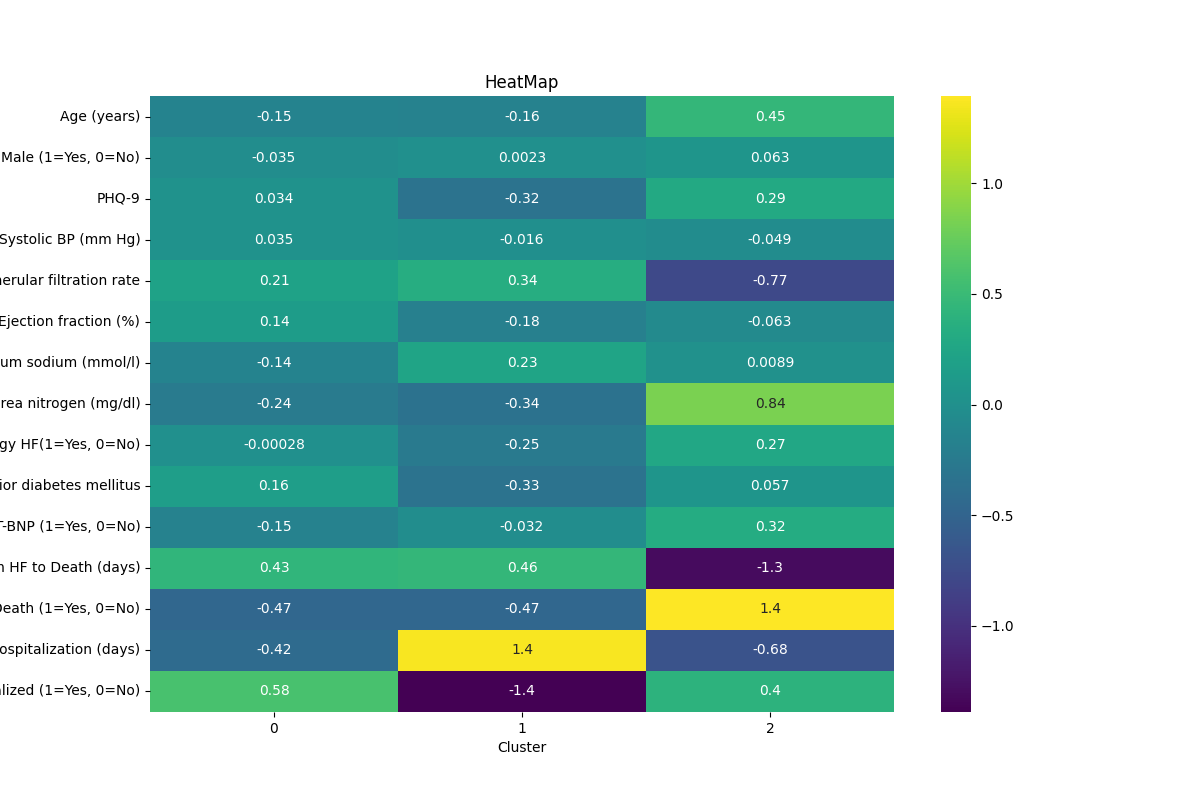 HeatMap
Age (years) -0.15 -0.16 0.45
Male (1=Yes, 0=No) -0.035 0.0023 0.063
PHQ-9 0.034 -0.32 0.29
Systolic BP (mm Hg) 0.035 -0.016 -0.049
erular filtration rate 0.21 0.34 -0.77
Ejection fraction (%) 0.14 -0.18 -0.063
um sodium (mmol/l) -0.14 0.23 0.0089
rea nitrogen (mg/dl) -0.24 -0.34 0.84
gy HF(1=Yes, 0=No) -0.00028 -0.25 0.27
ior diabetes mellitus 0.16 -0.33 0.057
T-BNP (1=Yes, 0=No) -0.15 -0.032 0.32
HF to Death (days) 0.43 0.46 -1.3
Death (1=Yes, 0=No) -0.47 -0.47 1.4
ospitalization (days) -0.42 1.4 -0.68
lized (1=Yes, 0=No) 0.58 -1.4 0.4
0 1 2
Cluster
1.0
0.5
0.0
−0.5
−1.0